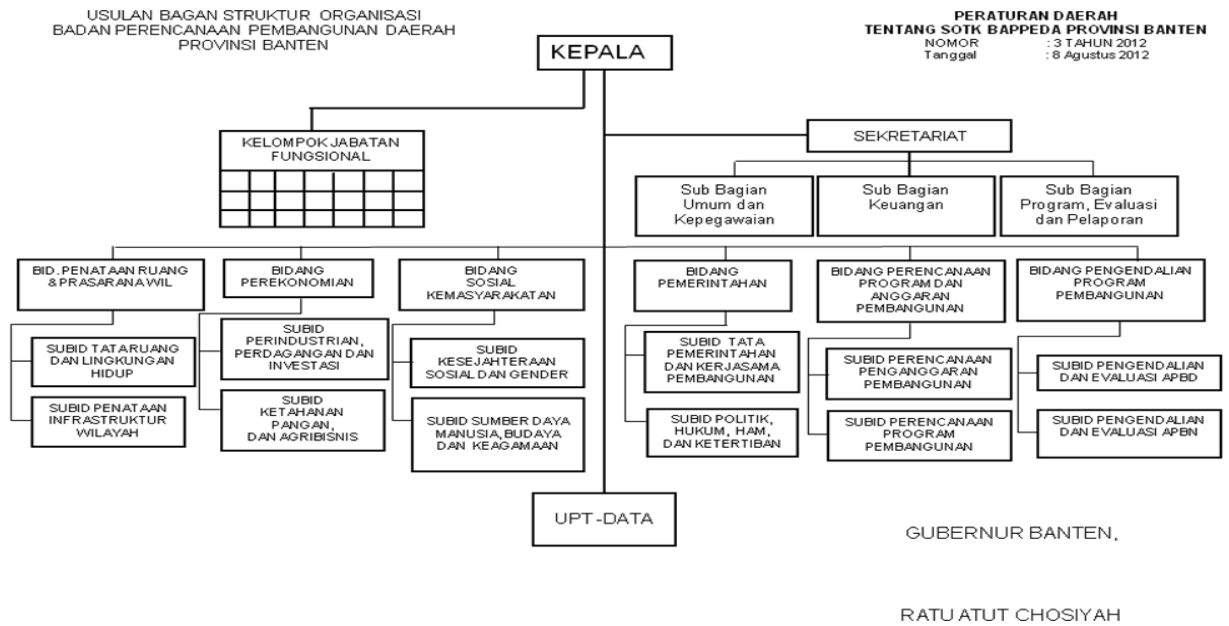 USULAN BAGAN STRUKTUR ORGANISASI
BADAN PERENCANAAN PEMBANGUNAN DAERAH
PROVINSI BANTEN
PERATURAN DAERAH
TENTANG SOTK BAPPEDA PROVINSI BANTEN
NOMOR : 3 TAHUN 2012
Tanggal : 8 Agustus 2012
KEPALA
KELOMPOK JABATAN
FUNGSIONAL
SEKRETARIAT
Sub Bagian
Umum dan
Kepegawaian
Sub Bagian
Keuangan
Sub Bagian
Program, Evaluasi
dan Pelaporan
BID. PENATAAN RUANG
& PRASARANA WIL
BIDANG
PEREKONOMIAN
BIDANG
SOSIAL
KEMASYARAKATAN
BIDANG
PEMERINTAHAN
BIDANG PERENCANAAN
PROGRAM DAN
ANGGARAN
PEMBANGUNAN
BIDANG PENGENDALIAN
PROGRAM
PEMBANGUNAN
SUBID TATA RUANG
DAN LINGKUNGAN
HIDUP
SUBID PENATAAN
INFRASTRUKTUR
WILAYAH
SUBID
PERINDUSTRIAN,
PERDAGANGAN DAN
INVESTASI
SUBID
KETAHANAN
PANGAN,
DAN AGRIBISNIS
SUBID
KESEJAHTERAAN
SOSIAL DAN GENDER
SUBID SUMBER DAYA
MANUSIA, BUDAYA
DAN KEAGAMAAN
SUBID TATA
PEMERINTAHAN
DAN KERJASAMA
PEMBANGUNAN
SUBID POLITIK,
HUKUM, HAM,
DAN KETERTIBAN
SUBID PERENCANAAN
PENGANGGARAN
PEMBANGUNAN
SUBID PERENCANAAN
PROGRAM
PEMBANGUNAN
SUBID PENGENDALIAN
DAN EVALUASI APBD
SUBID PENGENDALIAN
DAN EVALUASI APBN
UPT -DATA
GUBERNUR BANTEN,
RATU ATUT CHOSIYAH